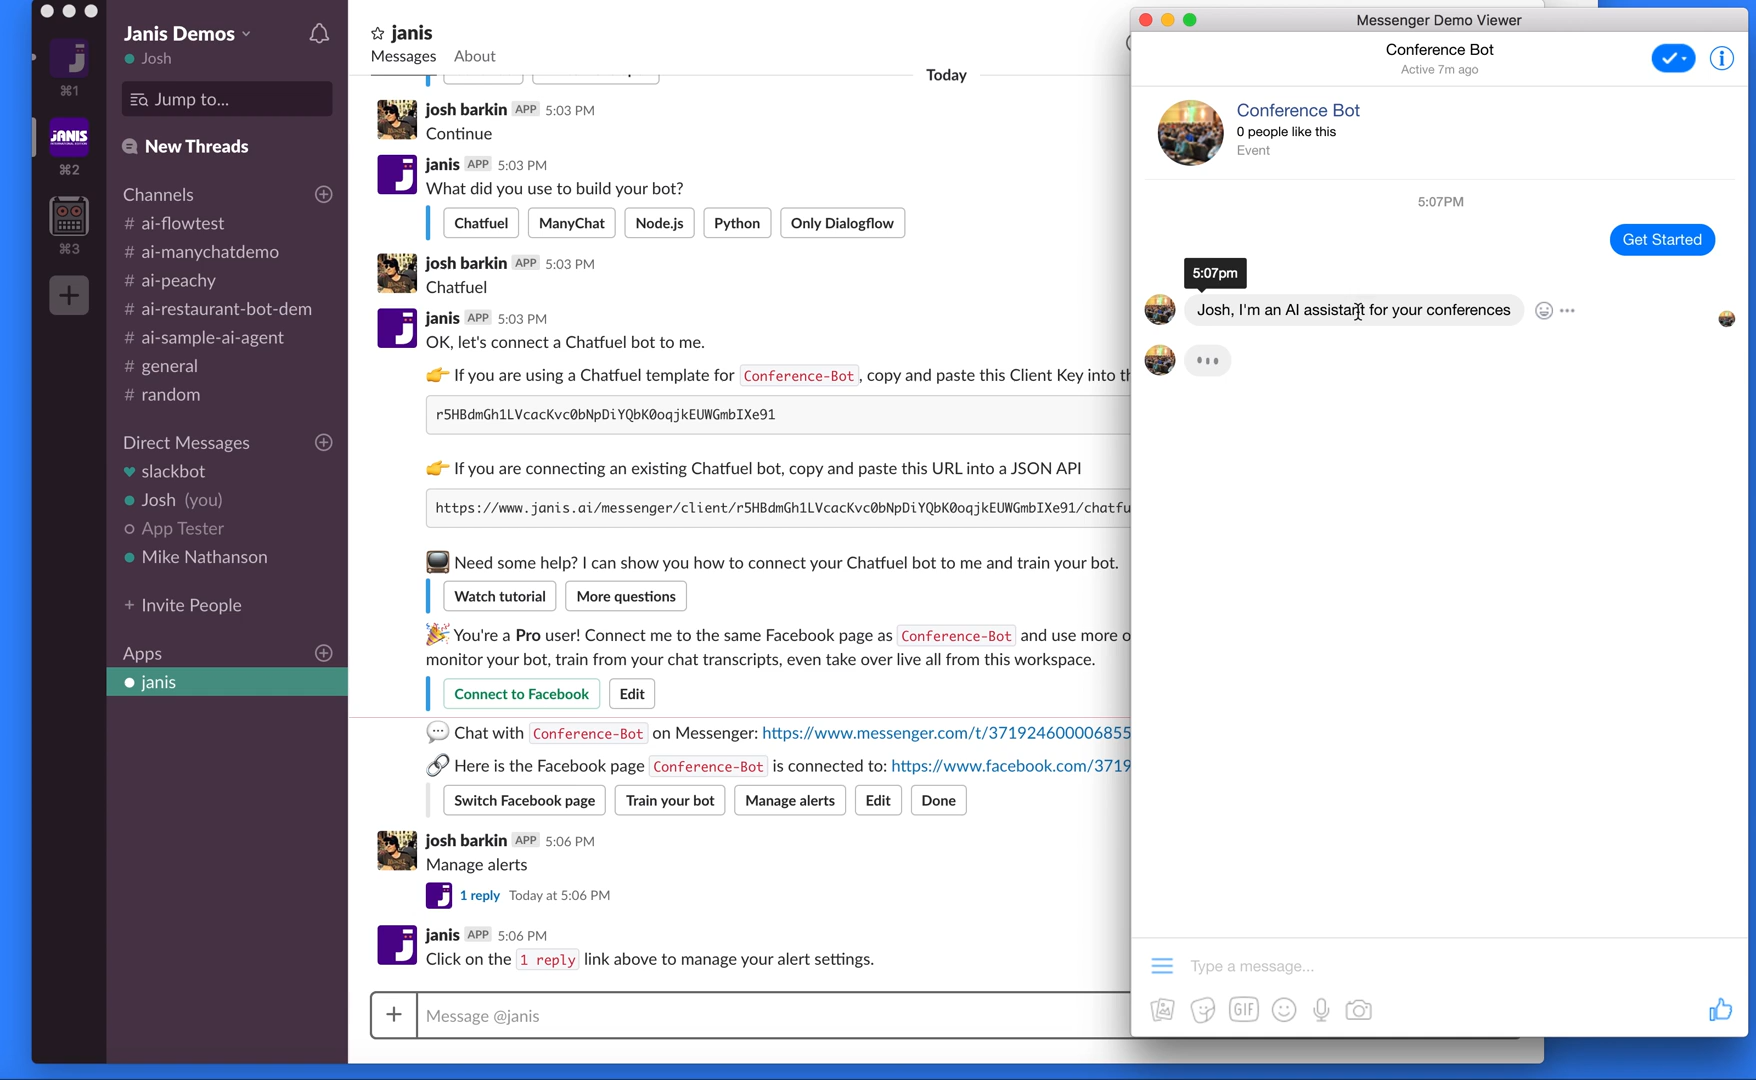 Janis Demos
Josh
⌘1
Jump to...
JANIS
⌘2
⌘3
New Threads
Channels
# ai-flowtest
# ai-manychatdemo
# ai-peachy
# ai-restaurant-bot-dem
# ai-sample-ai-agent
# general
# random
Direct Messages
slackbot
Josh (you)
App Tester
Mike Nathanson
+ Invite People
Apps
janis
janis
Messages About
Today
josh barkin APP 5:03 PM
Continue
janis APP 5:03 PM
What did you use to build your bot?
Chatfuel ManyChat Node.js Python Only Dialogflow
josh barkin APP 5:03 PM
Chatfuel
janis APP 5:03 PM
OK, let's connect a Chatfuel bot to me.
If you are using a Chatfuel template for Conference-Bot, copy and paste this Client Key into th
r5HBdmGh1LVcacKvc0bNpDiYQbK0oqjkEUWGmbIXe91
If you are connecting an existing Chatfuel bot, copy and paste this URL into a JSON API
https://www.janis.ai/messenger/client/r5HBdmGh1LVcacKvc0bNpDiYQbK0oqjkEUWGmbIXe91/chatfu
Need some help? I can show you how to connect your Chatfuel bot to me and train your bot.
Watch tutorial More questions
You're a Pro user! Connect me to the same Facebook page as Conference-Bot and use more o
monitor your bot, train from your chat transcripts, even take over live all from this workspace.
Connect to Facebook Edit
Chat with Conference-Bot on Messenger: https://www.messenger.com/t/371924600006855
Here is the Facebook page Conference-Bot is connected to: https://www.facebook.com/3719
Switch Facebook page Train your bot Manage alerts Edit Done
josh barkin APP 5:06 PM
Manage alerts
1 reply Today at 5:06 PM
janis APP 5:06 PM
Click on the 1 reply link above to manage your alert settings.
Message @janis
Messenger Demo Viewer
Conference Bot
Active 7m ago
Conference Bot
0 people like this
Event
5:07PM
Get Started
5:07pm
Josh, I'm an AI assistant for your conferences
Type a message...
GIF